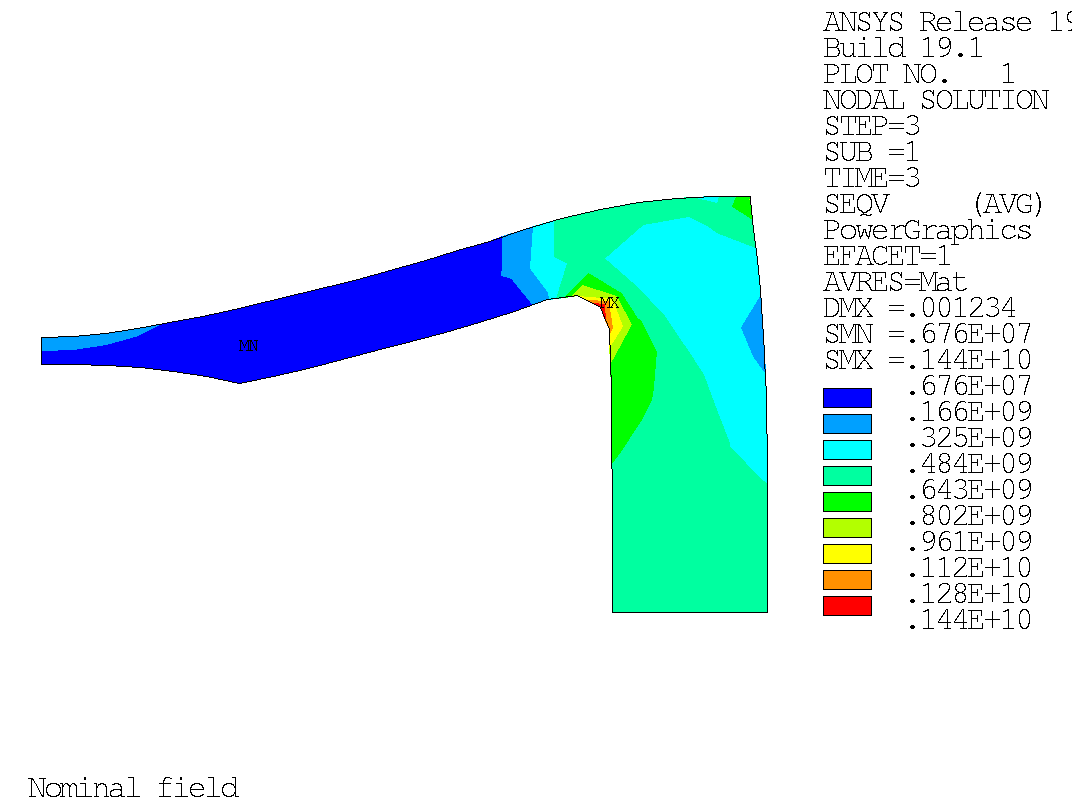 ANSYS Release 19
Build 19.1
PLOT NO. 1
NODAL SOLUTION
STEP=3
SUB =1
TIME=3
SEQV (AVG)
PowerGraphics
EFACET=1
AVRES=Mat
DMX =.001234
SMN =.676E+07
SMX =.144E+10
.676E+07
.166E+09
.325E+09
.484E+09
.643E+09
.802E+09
.961E+09
.112E+10
.128E+10
.144E+10
MX
MN
Nominal field